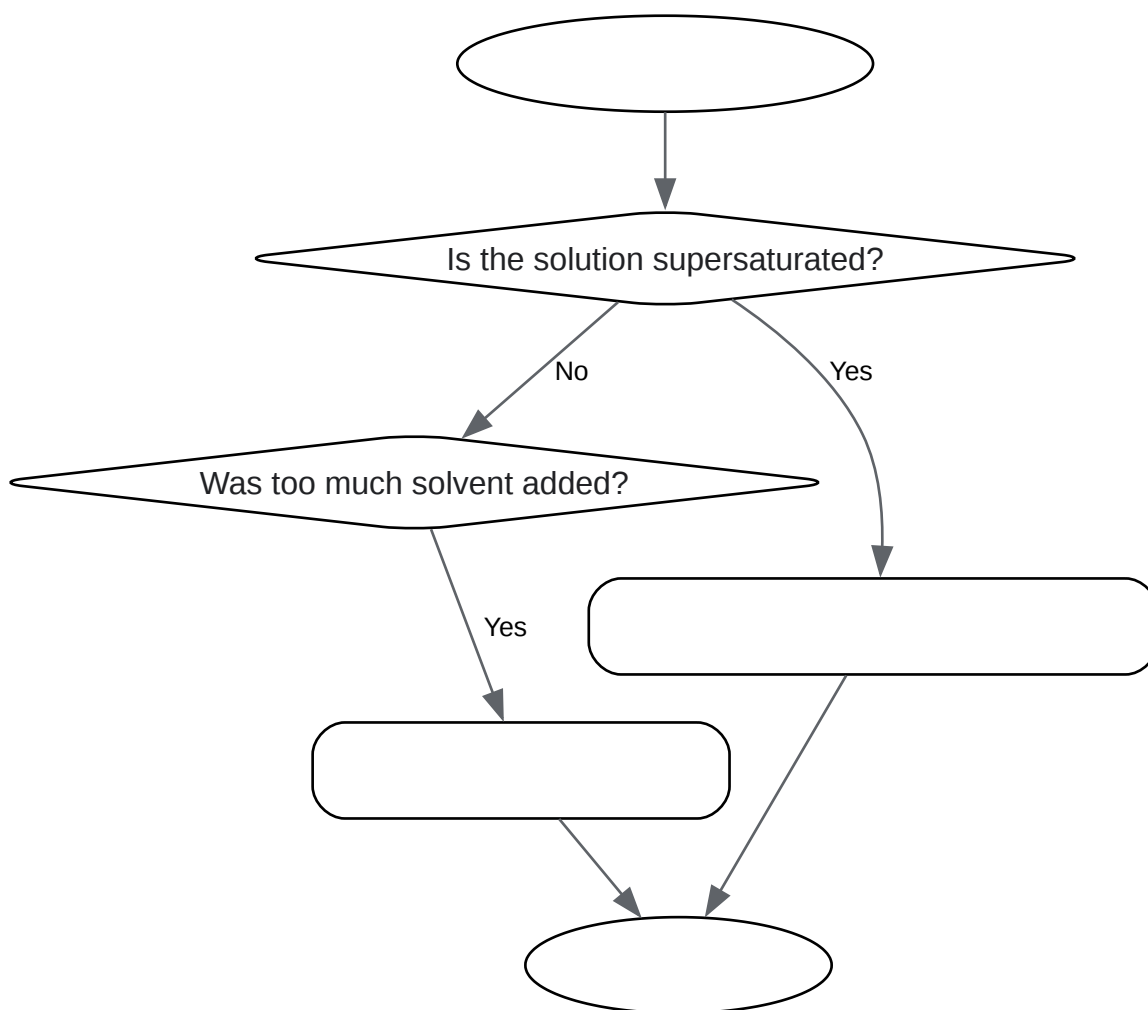 Is the solution supersaturated?
No
Yes
Was too much solvent added?
Yes